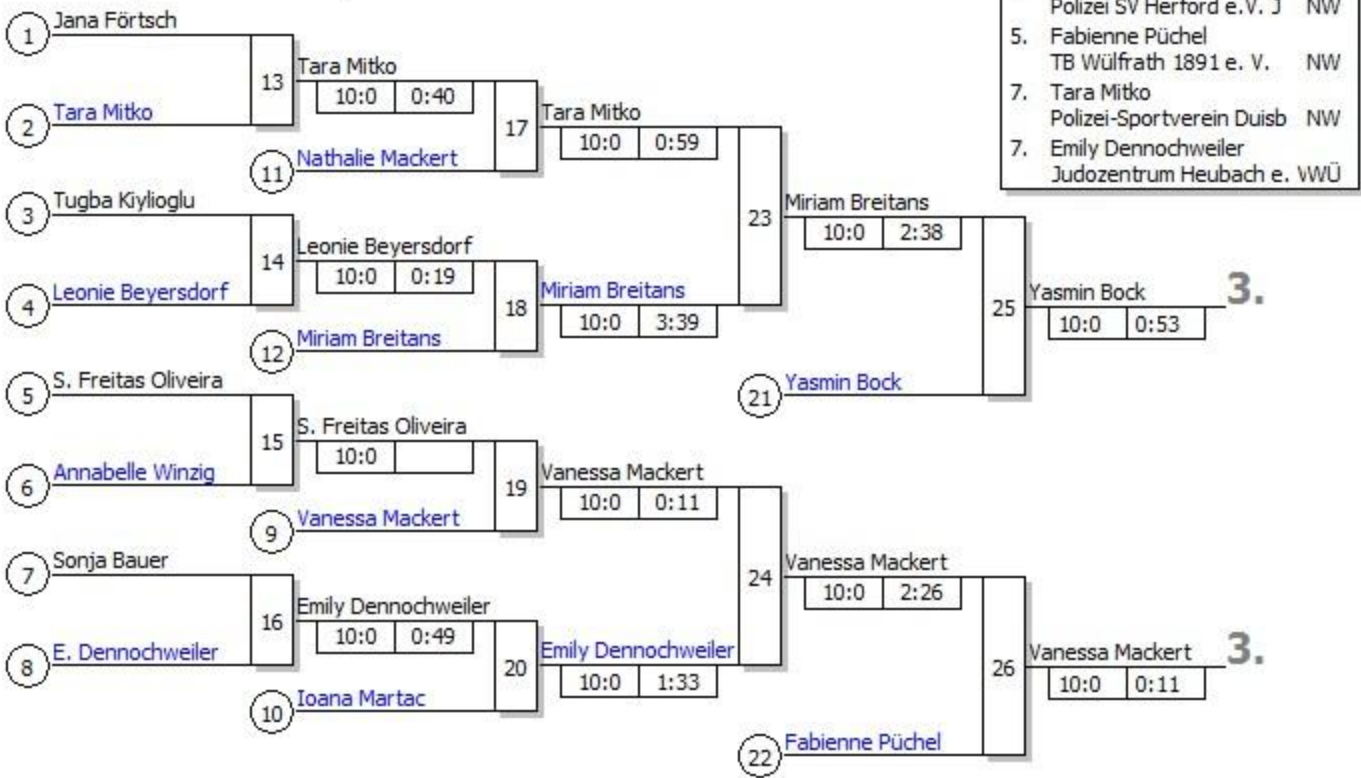 Polizei SV Herford e.V. J NW
5. Fabienne Püchel
TB Wülfrath 1891 e. V. NW
7. Tara Mitko
Polizei-Sportverein Duisb NW
7. Emily Dennochweiler
Judozentrum Heubach e. VWÜ
1 Jana Förtsch
13 Tara Mitko
10:0 0:40
2 Tara Mitko
17 Tara Mitko
10:0 0:59
11 Nathalie Mackert
3 Tugba Kiylioglu
23 Miriam Breitans
10:0 2:38
14 Leonie Beyersdorf
10:0 0:19
4 Leonie Beyersdorf
18 Miriam Breitans
10:0 3:39
12 Miriam Breitans
25 Yasmin Bock 3.
10:0 0:53
21 Yasmin Bock
5 S. Freitas Oliveira
15 S. Freitas Oliveira
10:0
6 Annabelle Winzig
19 Vanessa Mackert
10:0 0:11
9 Vanessa Mackert
7 Sonja Bauer
24 Vanessa Mackert
10:0 2:26
16 Emily Dennochweiler
10:0 0:49
8 E. Dennochweiler
20 Emily Dennochweiler
10:0 1:33
10 Ioana Martac
26 Vanessa Mackert 3.
10:0 0:11
22 Fabienne Püchel